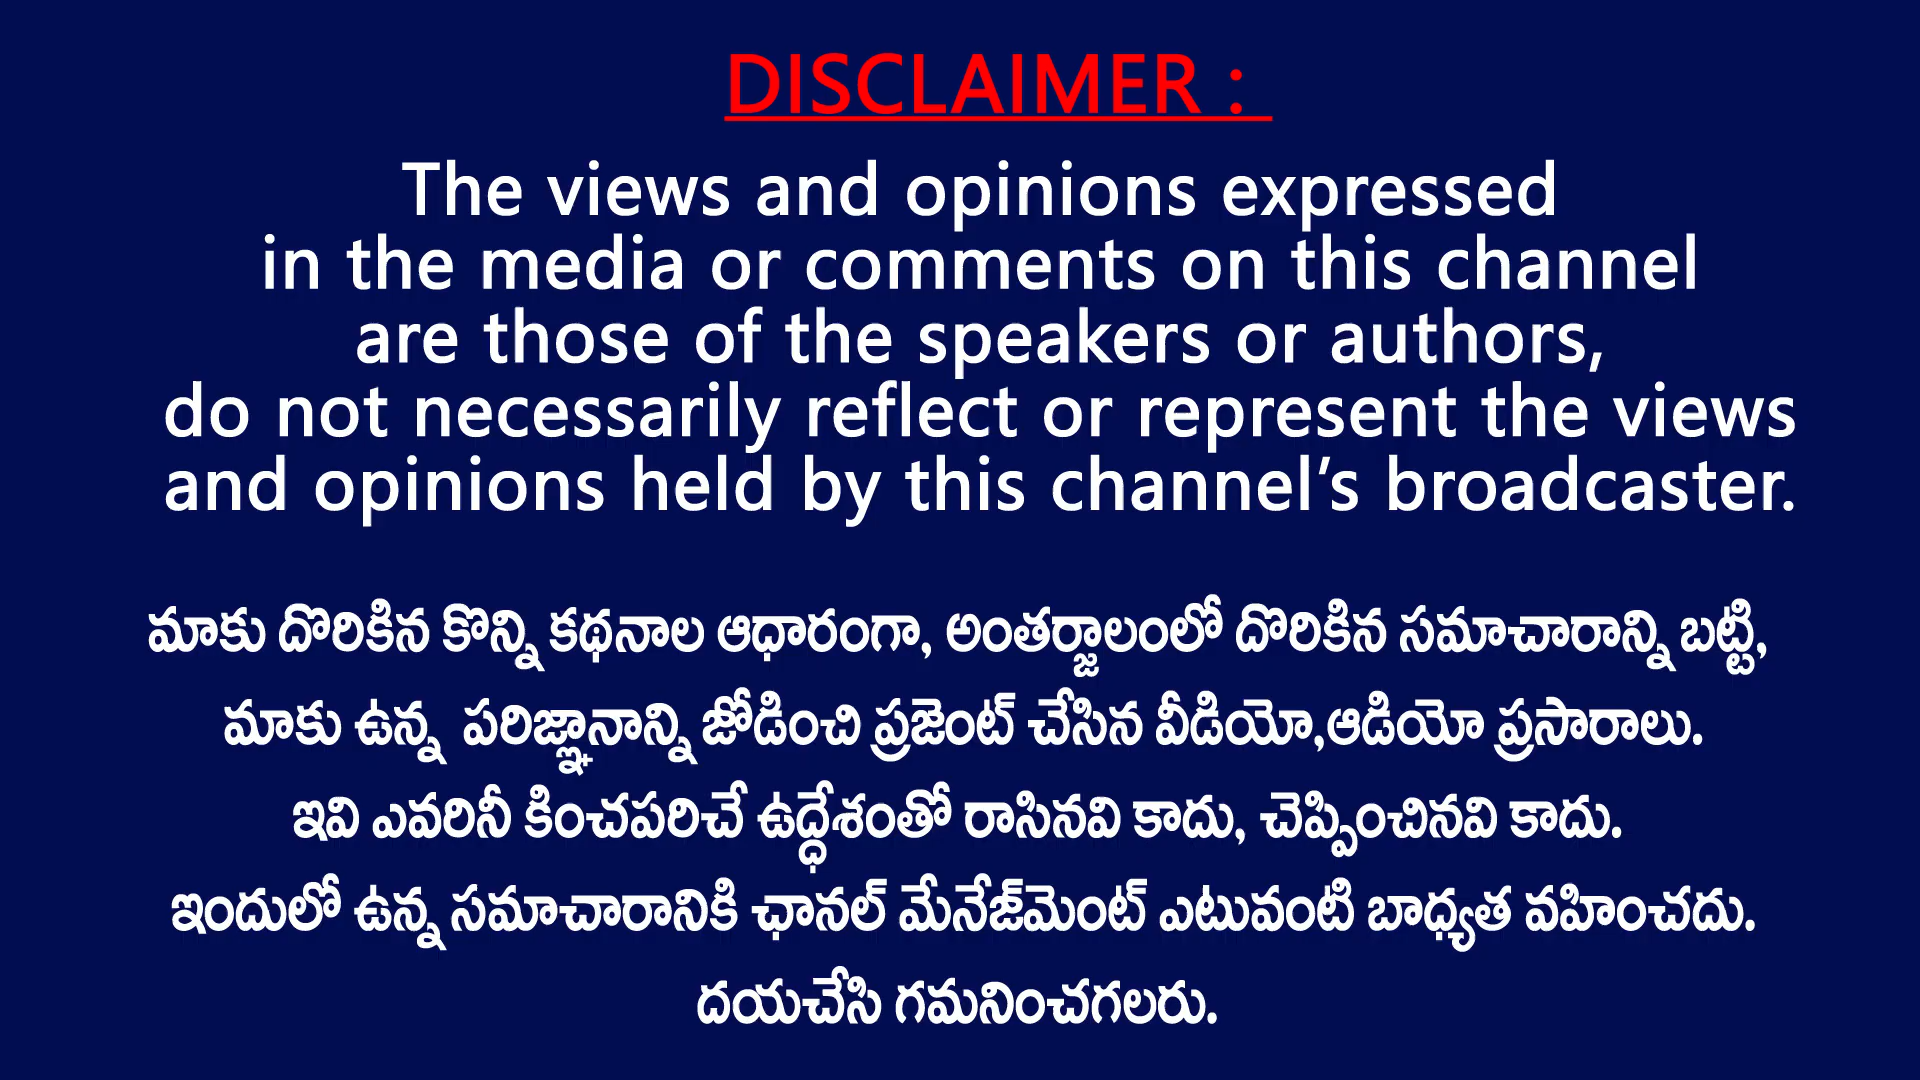 DISCLAIMER :
The views and opinions expressed
in the media or comments on this channel
are those of the speakers or authors,
do not necessarily reflect or represent the views
and opinions held by this channel’s broadcaster.
మాకు దొరికిన కొన్ని కథనాల ఆధారంగా, అంతర్జాలంలో దొరికిన సమాచారాన్ని బట్టి,
మాకు ఉన్న పరిజ్ఞానాన్ని జోడించి ప్రజెంట్ చేసిన వీడియో,ఆడియో ప్రసారాలు.
ఇవి ఎవరినీ కించపరిచే ఉద్ధేశంతో రాసినవి కాదు, చెప్పించినవి కాదు.
ఇందులో ఉన్న సమాచారానికి ఛానల్ మేనేజ్‌మెంట్ ఎటువంటి బాధ్యత వహించదు.
దయచేసి గమనించగలరు.